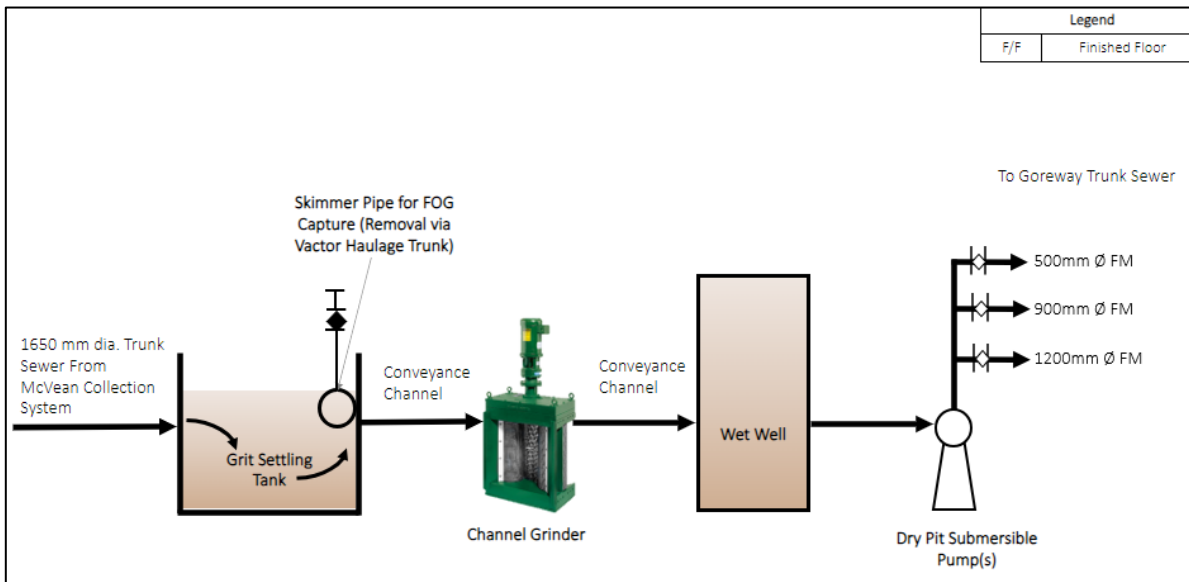 Legend
F/F Finished Floor
To Goreway Trunk Sewer
Skimmer Pipe for FOG
Capture (Removal via
Vactor Haulage Trunk)
500mm Ø FM
900mm Ø FM
1200mm Ø FM
1650 mm dia. Trunk
Sewer From
McVean Collection
System
Conveyance
Channel
Conveyance
Channel
Grit Settling
Tank
Wet Well
Channel Grinder
Dry Pit Submersible
Pump(s)